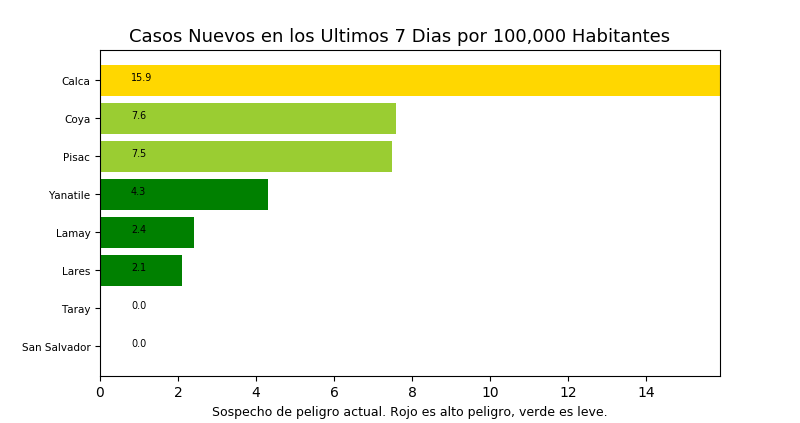 Casos Nuevos en los Ultimos 7 Dias por 100,000 Habitantes
Calca 15.9
Coya 7.6
Pisac 7.5
Yanatile 4.3
Lamay 2.4
Lares 2.1
Taray 0.0
San Salvador 0.0
0 2 4 6 8 10 12 14
Sospecho de peligro actual. Rojo es alto peligro, verde es leve.